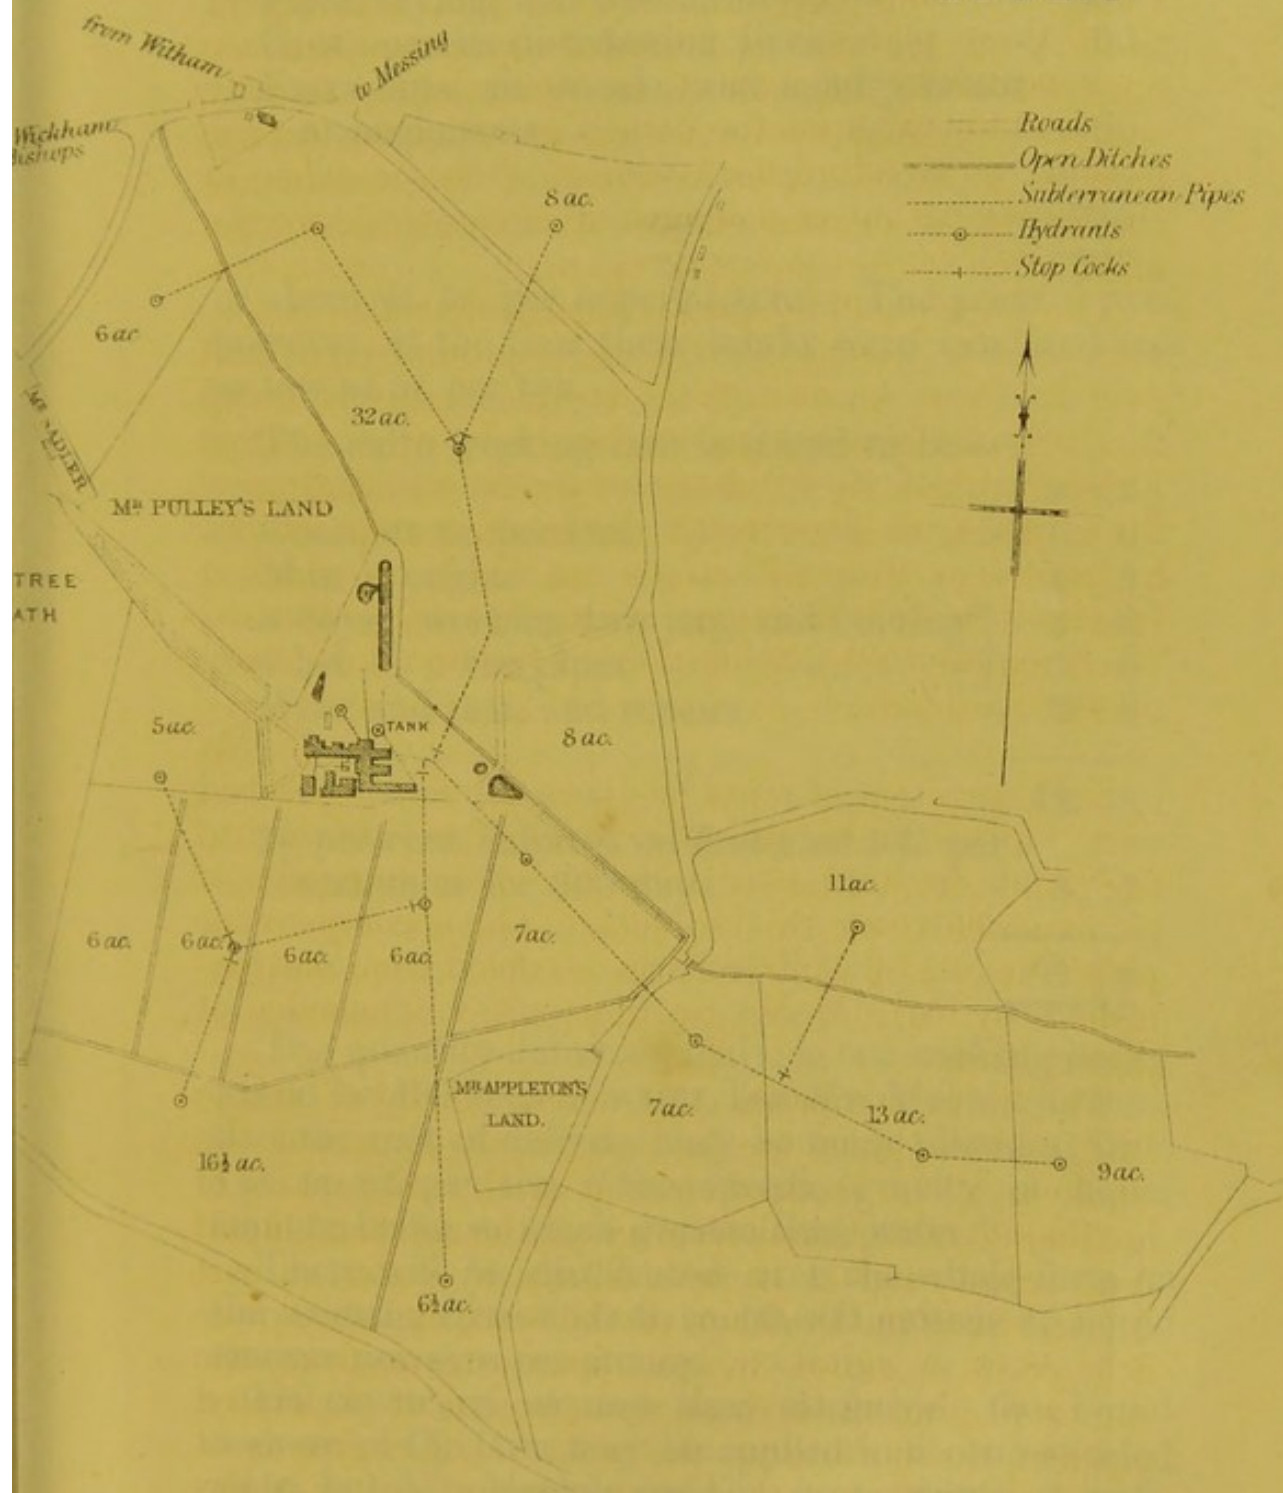 from Witham
to Messing
Wickham
Bishops
Roads
Open Ditches
Subterranean Pipes
Hydrants
Stop Cocks
8 ac.
6 ac.
32 ac.
Mr. SADLER
MR. PULLEY'S LAND
TREE
ATH
5 ac.
TANK
8 ac.
11 ac.
6 ac.
6 ac.
6 ac.
6 ac.
7 ac.
MR. APPLETON'S
LAND.
7 ac.
13 ac.
9 ac.
16½ ac.
6½ ac.